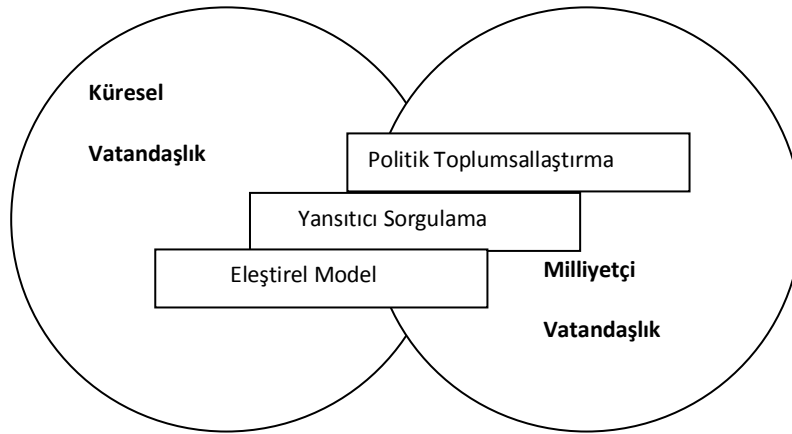 Küresel
Vatandaşlık
Politik Toplumsallaştırma
Yansıtıcı Sorgulama
Eleştirel Model
Milliyetçi
Vatandaşlık